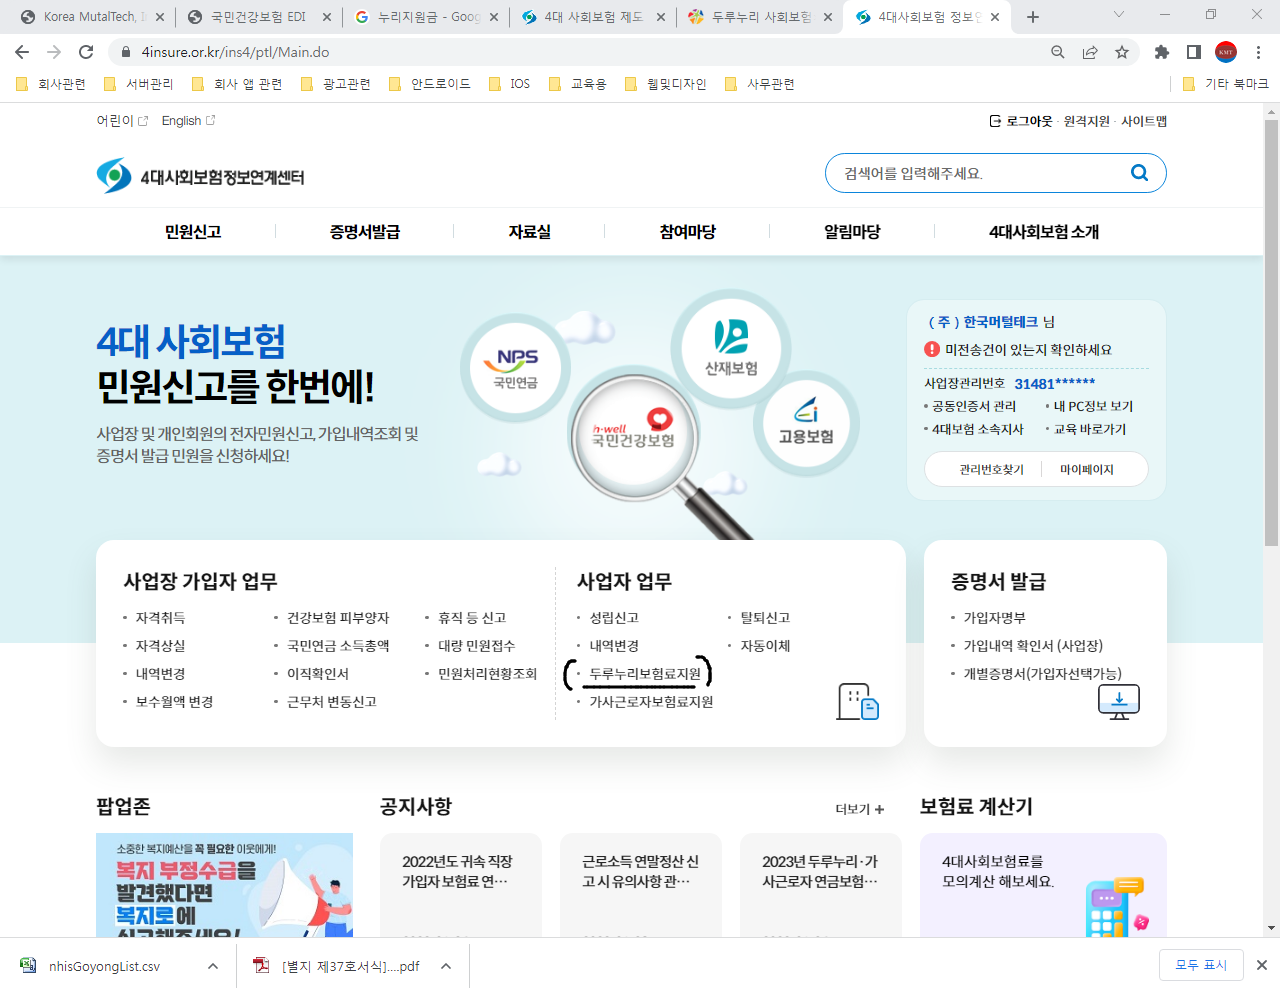 Korea MutalTech, I
국민건강보험 EDI
누리지원금 - Goog
4대 사회보험 제도
두루누리 사회보험
4대사회보험 정보연
4insure.or.kr/ins4/ptl/Main.do
KMT
회사관련
서버관리
회사 앱 관련
광고관련
안드로이드
IOS
교육용
웹및디자인
사무관련
기타 북마크
어린이
English
로그아웃 · 원격지원 · 사이트맵
4대사회보험정보연계센터
검색어를 입력해주세요.
민원신고
증명서발급
자료실
참여마당
알림마당
4대사회보험 소개
4대 사회보험
민원신고를 한번에!
사업장 및 개인회원의 전자민원신고, 가입내역조회 및
증명서 발급 민원을 신청하세요!
NPS
국민연금
h-well
국민건강보험
산재보험
고용보험
( 주 ) 한국머털테크 님
미전송건이 있는지 확인하세요
사업장관리번호 31481******
• 공동인증서 관리
• 내 PC정보 보기
• 4대보험 소속지사
• 교육 바로가기
관리번호찾기
마이페이지
사업장 가입자 업무
자격취득
건강보험 피부양자
휴직 등 신고
자격상실
국민연금 소득총액
대량 민원접수
내역변경
이직확인서
민원처리현황조회
보수월액 변경
근무처 변동신고
사업자 업무
성립신고
탈퇴신고
내역변경
자동이체
두루누리보험료지원
가사근로자보험료지원
증명서 발급
가입자명부
가입내역 확인서 (사업장)
개별증명서(가입자선택가능)
팝업존
소중한 복지예산을 꼭 필요한 이웃에게!
복지 부정수급을
발견했다면
복지로에
신고해주세요!
공지사항
더보기 +
2022년도 귀속 직장
가입자 보험료 연…
근로소득 연말정산 신
고 시 유의사항 관…
2023년 두루누리·가
사근로자 연금보험…
보험료 계산기
4대사회보험료를
모의계산 해보세요.
nhisGoyongList.csv
[별지 제37호서식]....pdf
모두 표시